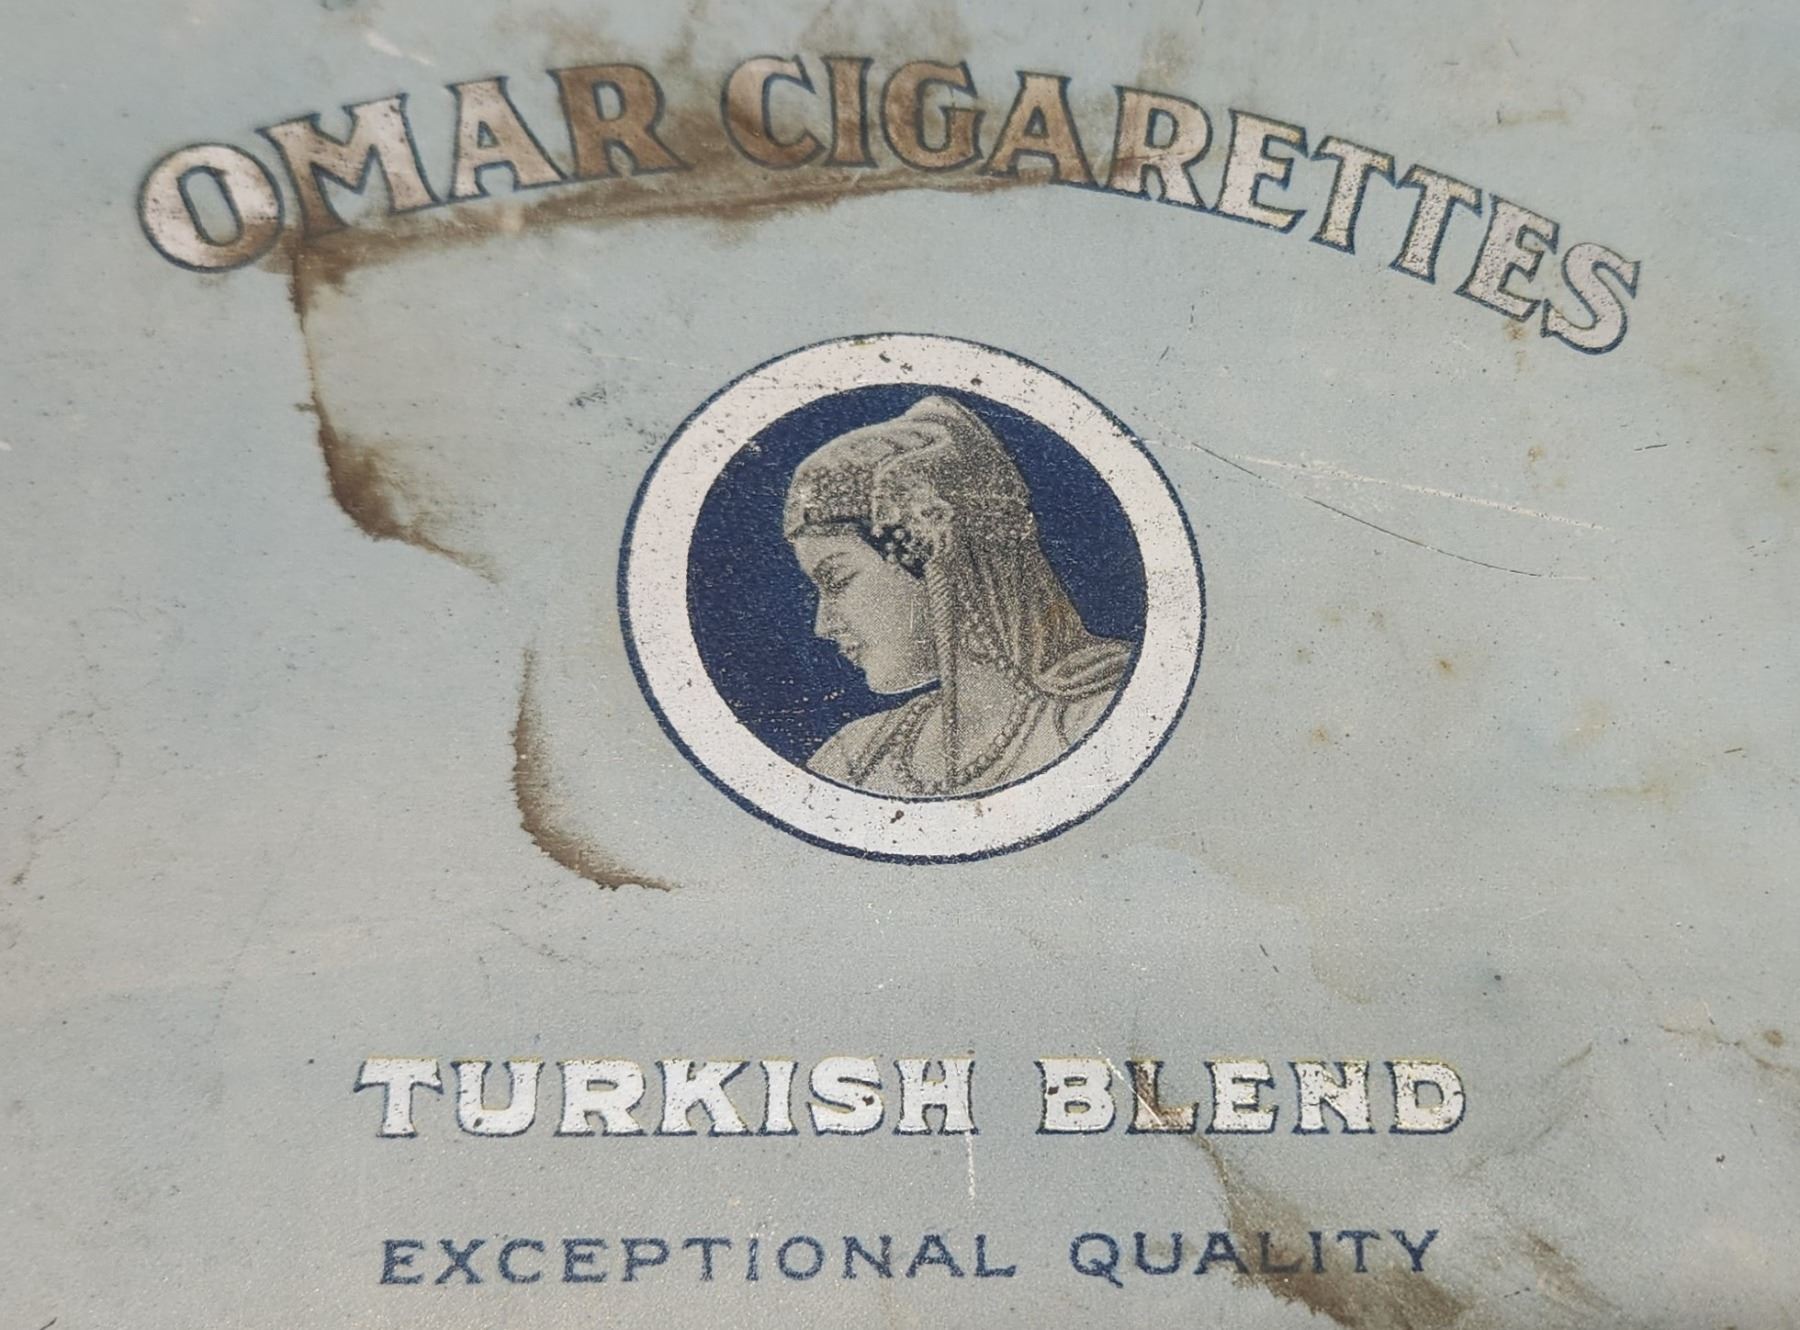 OMAR CIGARETTES
TURKISH BLEND
EXCEPTIONAL QUALITY